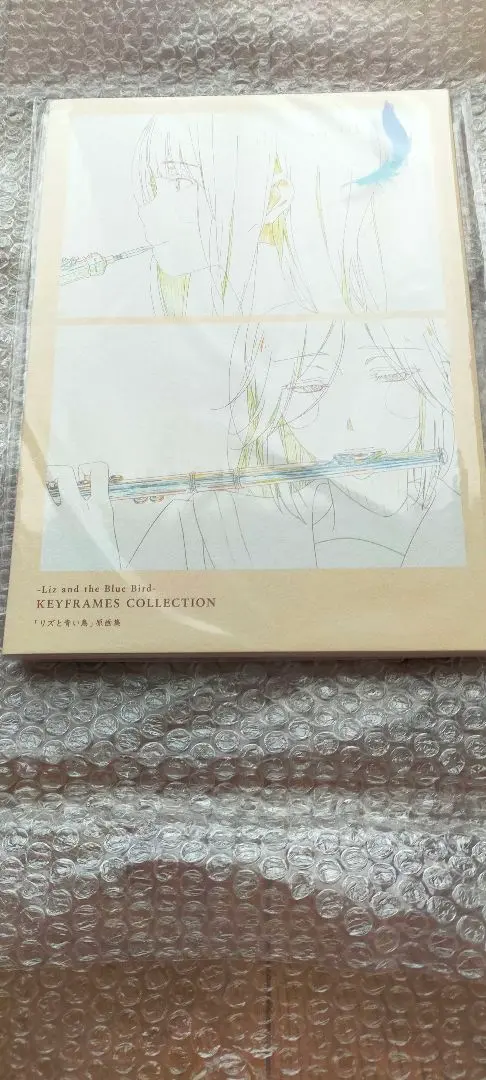 -Liz and the Blue Bird-
KEYFRAMES COLLECTION
「リズと青い鳥」原画集